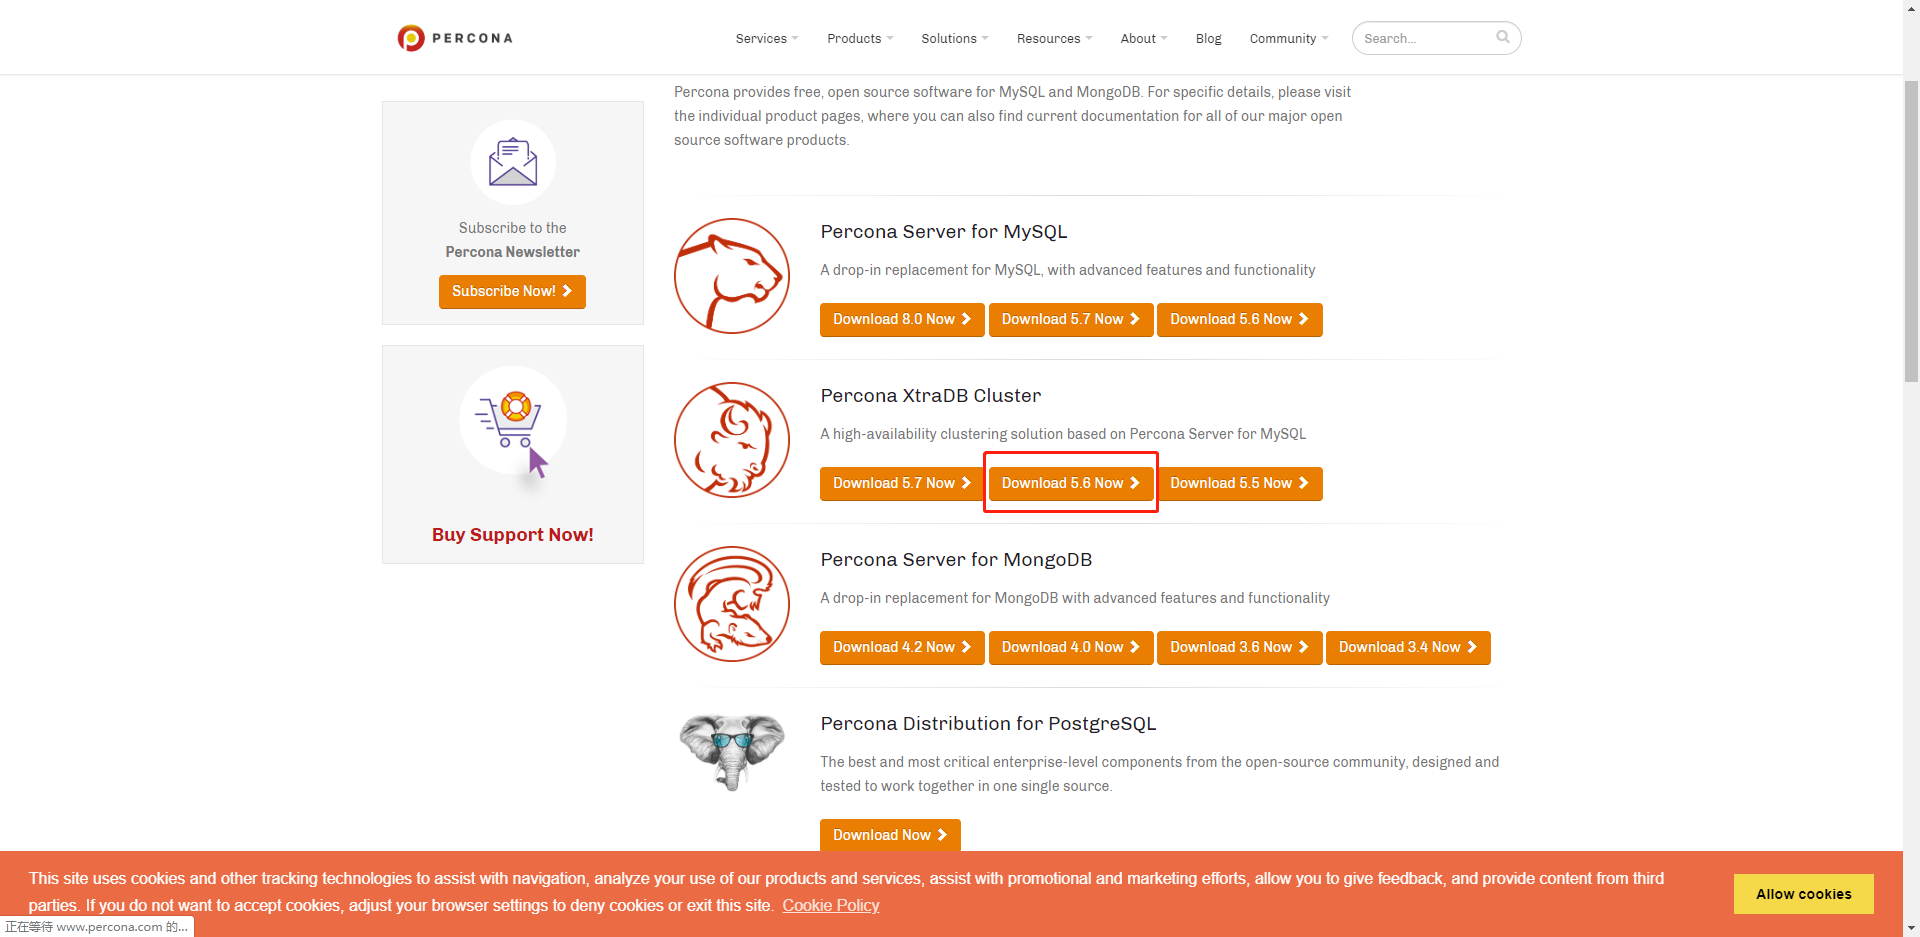 PERCONA
Services
Products
Solutions
Resources
About
Blog
Community
Search...
Percona provides free, open source software for MySQL and MongoDB. For specific details, please visit
the individual product pages, where you can also find current documentation for all of our major open
source software products.
Subscribe to the
Percona Newsletter
Subscribe Now!
Buy Support Now!
Percona Server for MySQL
A drop-in replacement for MySQL, with advanced features and functionality
Download 8.0 Now
Download 5.7 Now
Download 5.6 Now
Percona XtraDB Cluster
A high-availability clustering solution based on Percona Server for MySQL
Download 5.7 Now
Download 5.6 Now
Download 5.5 Now
Percona Server for MongoDB
A drop-in replacement for MongoDB with advanced features and functionality
Download 4.2 Now
Download 4.0 Now
Download 3.6 Now
Download 3.4 Now
Percona Distribution for PostgreSQL
The best and most critical enterprise-level components from the open-source community, designed and
tested to work together in one single source.
Download Now
This site uses cookies and other tracking technologies to assist with navigation, analyze your use of our products and services, assist with promotional and marketing efforts, allow you to give feedback, and provide content from third
parties. If you do not want to accept cookies, adjust your browser settings to deny cookies or exit this site. Cookie Policy
Allow cookies
正在等待 www.percona.com 的...